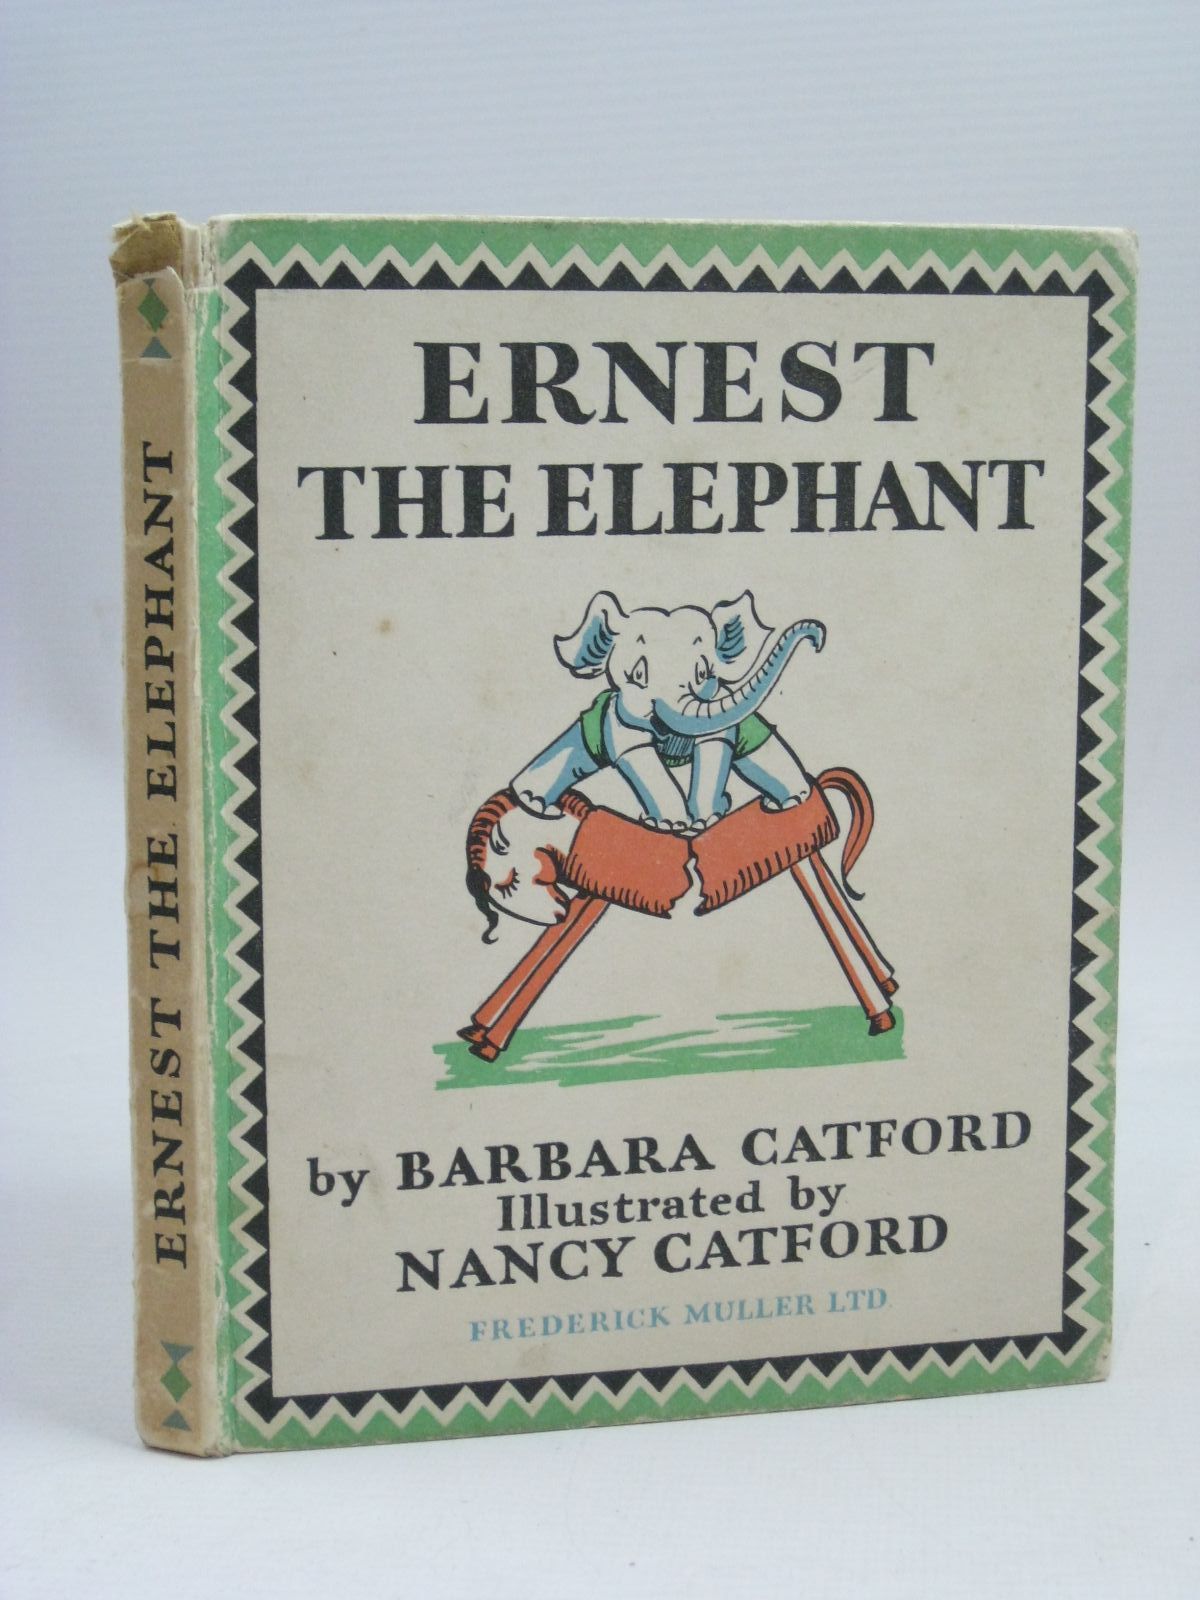 ERNEST THE ELEPHANT
ERNEST
THE ELEPHANT
by BARBARA CATFORD
Illustrated by
NANCY CATFORD
FREDERICK MULLER LTD.